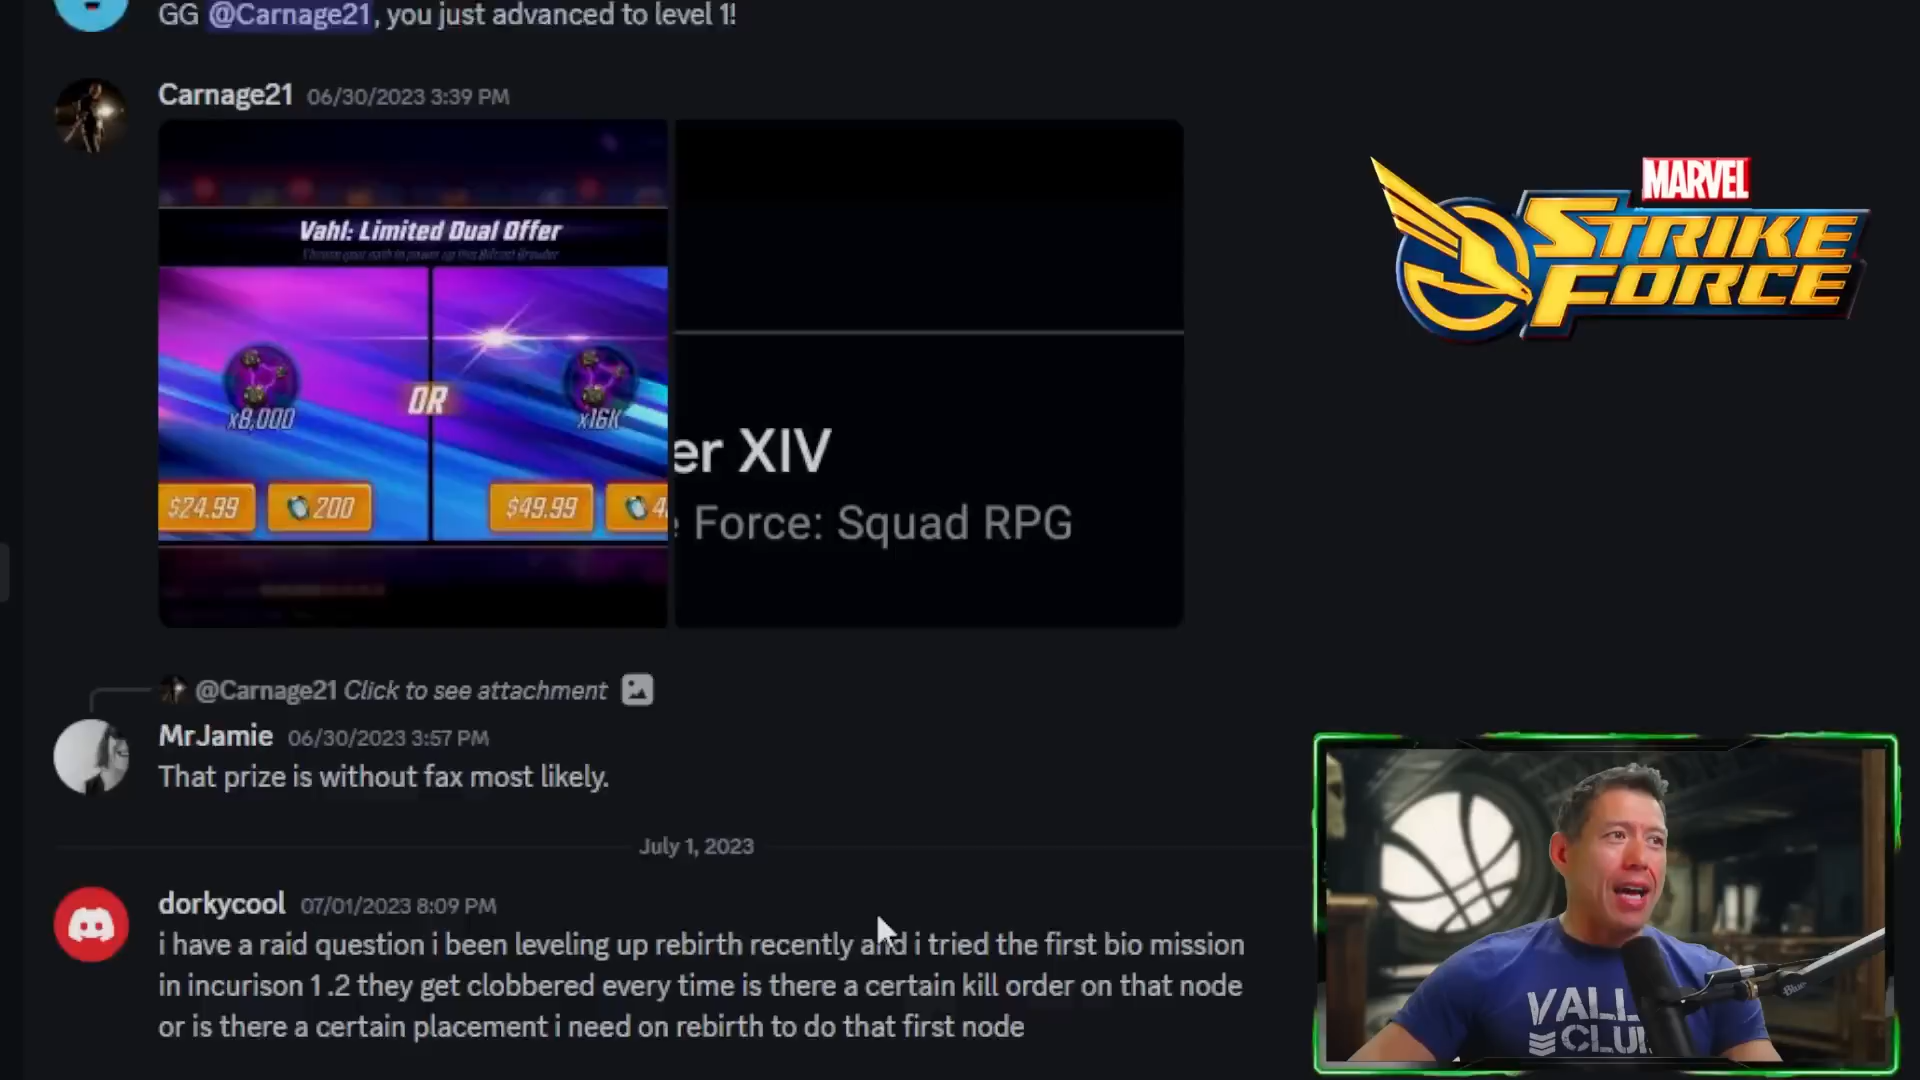 GG @Carnage21, you just advanced to level 1!
Carnage21 06/30/2023 3:39 PM
Vahl: Limited Dual Offer
x8,000
OR
x16K
$24.99
200
$49.99
4
er XIV
Force: Squad RPG
MARVEL
STRIKE
FORCE
@Carnage21 Click to see attachment
MrJamie 06/30/2023 3:57 PM
That prize is without fax most likely.
July 1, 2023
dorkycool 07/01/2023 8:09 PM
i have a raid question i been leveling up rebirth recently and i tried the first bio mission
in incurison 1.2 they get clobbered every time is there a certain kill order on that node
or is there a certain placement i need on rebirth to do that first node
VALL
CLU
Blue